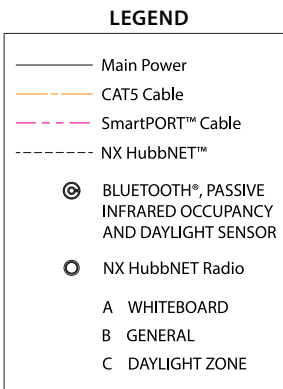 LEGEND
Main Power
CAT5 Cable
SmartPORT™ Cable
NX HubbNET™
BLUETOOTH®, PASSIVE
INFRARED OCCUPANCY
AND DAYLIGHT SENSOR
NX HubbNET Radio
A WHITEBOARD
B GENERAL
C DAYLIGHT ZONE